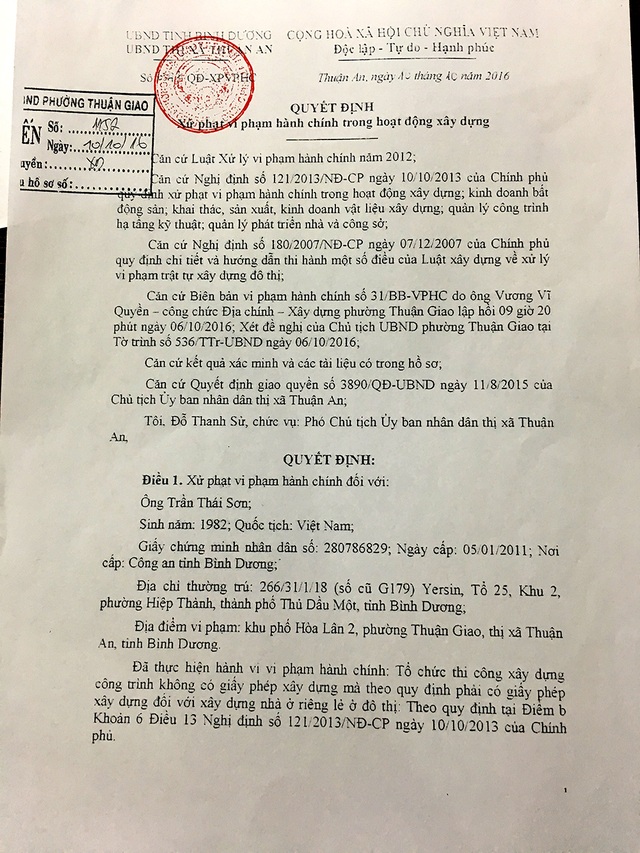 UBND TỈNH BÌNH DƯƠNG
UBND THỊ XÃ THUẬN AN
CỘNG HOÀ XÃ HỘI CHỦ NGHĨA VIỆT NAM
Độc lập - Tự do - Hạnh phúc
Số QĐ-XPVPHC
Thuận An, ngày 10 tháng 10 năm 2016
UBND PHƯỜNG THUẬN GIAO
ẾN
Số: 1152
Ngày: 10/10/16
uyển: XD
u hồ sơ số:
QUYẾT ĐỊNH
Xử phạt vi phạm hành chính trong hoạt động xây dựng
Căn cứ Luật Xử lý vi phạm hành chính năm 2012;
Căn cứ Nghị định số 121/2013/NĐ-CP ngày 10/10/2013 của Chính phủ
quy định xử phạt vi phạm hành chính trong hoạt động xây dựng; kinh doanh bất
động sản; khai thác, sản xuất, kinh doanh vật liệu xây dựng; quản lý công trình
hạ tầng kỹ thuật; quản lý phát triển nhà và công sở;
Căn cứ Nghị định số 180/2007/NĐ-CP ngày 07/12/2007 của Chính phủ
quy định chi tiết và hướng dẫn thi hành một số điều của Luật xây dựng về xử lý
vi phạm trật tự xây dựng đô thị;
Căn cứ Biên bản vi phạm hành chính số 31/BB-VPHC do ông Vương Vĩ
Quyền – công chức Địa chính – Xây dựng phường Thuận Giao lập hồi 09 giờ 20
phút ngày 06/10/2016; Xét đề nghị của Chủ tịch UBND phường Thuận Giao tại
Tờ trình số 536/TTr-UBND ngày 06/10/2016;
Căn cứ kết quả xác minh và các tài liệu có trong hồ sơ;
Căn cứ Quyết định giao quyền số 3890/QĐ-UBND ngày 11/8/2015 của
Chủ tịch Ủy ban nhân dân thị xã Thuận An;
Tôi, Đỗ Thanh Sử, chức vụ: Phó Chủ tịch Ủy ban nhân dân thị xã Thuận
An,
QUYẾT ĐỊNH:
Điều 1. Xử phạt vi phạm hành chính đối với:
Ông Trần Thái Sơn;
Sinh năm: 1982; Quốc tịch: Việt Nam;
Giấy chứng minh nhân dân số: 280786829; Ngày cấp: 05/01/2011; Nơi
cấp: Công an tỉnh Bình Dương;
Địa chỉ thường trú: 266/31/1/18 (số cũ G179) Yersin, Tổ 25, Khu 2,
phường Hiệp Thành, thành phố Thủ Dầu Một, tỉnh Bình Dương;
Địa điểm vi phạm: khu phố Hòa Lân 2, phường Thuận Giao, thị xã Thuận
An, tỉnh Bình Dương.
Đã thực hiện hành vi vi phạm hành chính: Tổ chức thi công xây dựng
công trình không có giấy phép xây dựng mà theo quy định phải có giấy phép
xây dựng đối với xây dựng nhà ở riêng lẻ ở đô thị: Theo quy định tại Điểm b
Khoản 6 Điều 13 Nghị định số 121/2013/NĐ-CP ngày 10/10/2013 của Chính
phủ.
1